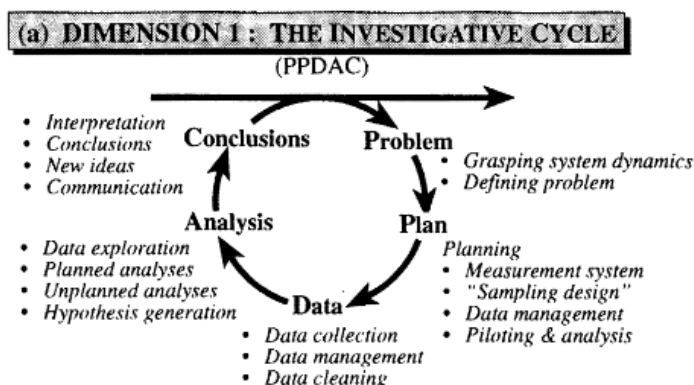 (a) DIMENSION 1 : THE INVESTIGATIVE CYCLE
(PPDAC)
• Interpretation
• Conclusions
• New ideas
• Communication
Conclusions
Problem
• Grasping system dynamics
• Defining problem
Analysis
• Data exploration
• Planned analyses
• Unplanned analyses
• Hypothesis generation
Plan
Planning
• Measurement system
• “Sampling design”
• Data management
• Piloting & analysis
Data
• Data collection
• Data management
• Data cleaning